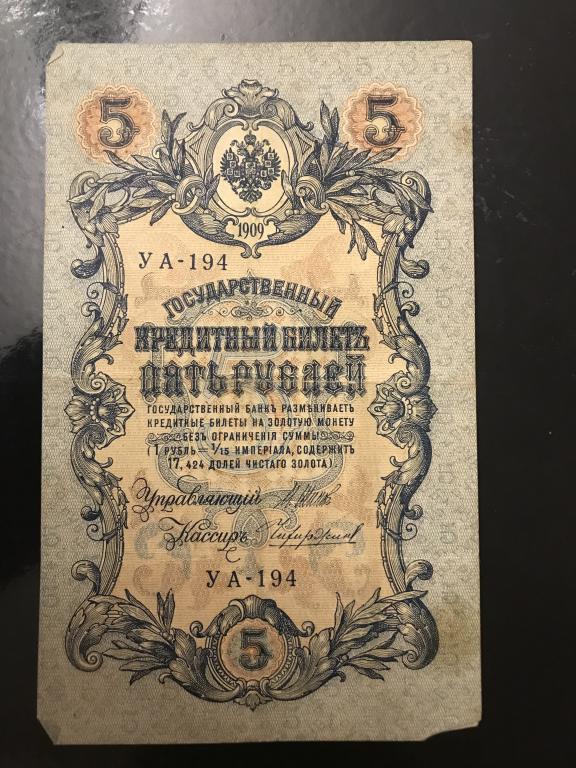 5 5
1909
УА-194
ГОСУДАРСТВЕННЫЙ
КРЕДИТНЫЙ БИЛЕТЪ
ПЯТЬ РУБЛЕЙ
ГОСУДАРСТВЕННЫЙ БАНКЪ РАЗМѢНИВАЕТЪ
КРЕДИТНЫЕ БИЛЕТЫ НА ЗОЛОТУЮ МОНЕТУ
БЕЗЪ ОГРАНИЧЕНІЯ СУММЫ
(1 РУБЛЬ = 1/15 ИМПЕРІАЛА, СОДЕРЖИТЪ
17,424 ДОЛЕЙ ЧИСТАГО ЗОЛОТА)
Управляющій
Кассиръ
УА-194
5